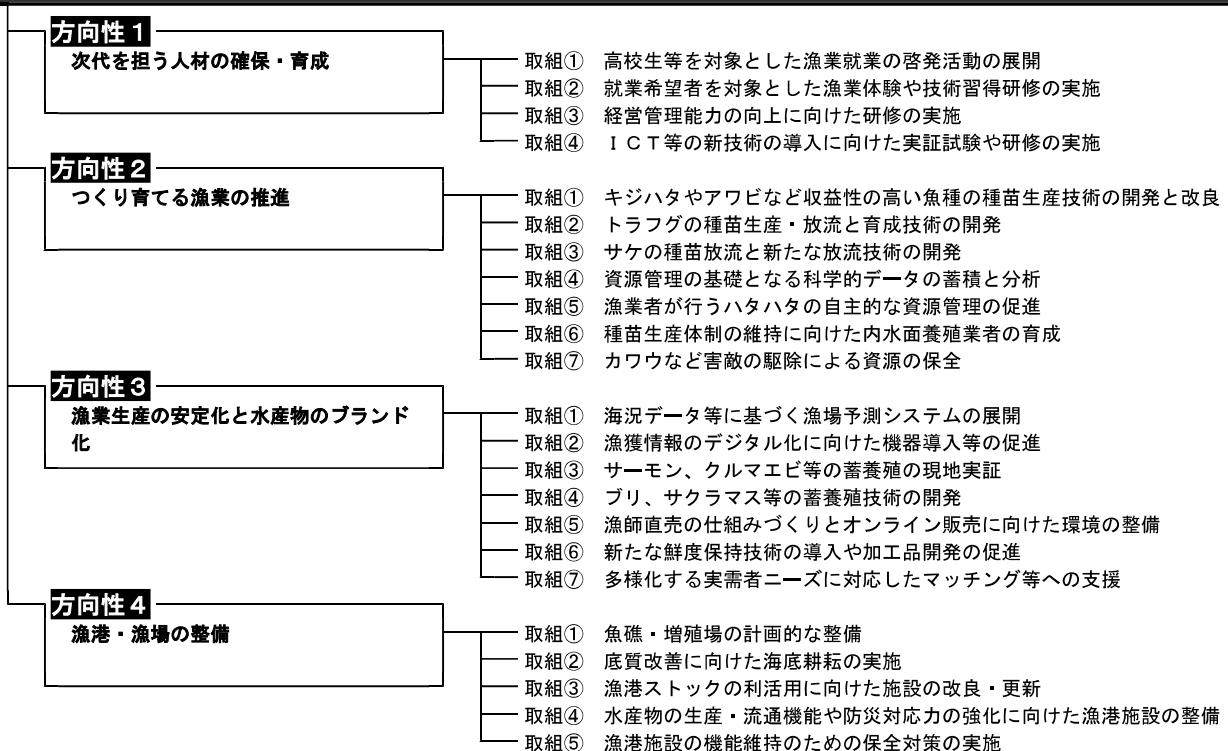 方向性１
次代を担う人材の確保・育成
取組① 高校生等を対象とした漁業就業の啓発活動の展開
取組② 就業希望者を対象とした漁業体験や技術習得研修の実施
取組③ 経営管理能力の向上に向けた研修の実施
取組④ ＩＣＴ等の新技術の導入に向けた実証試験や研修の実施
方向性２
つくり育てる漁業の推進
取組① キジハタやアワビなど収益性の高い魚種の種苗生産技術の開発と改良
取組② トラフグの種苗生産・放流と育成技術の開発
取組③ サケの種苗放流と新たな放流技術の開発
取組④ 資源管理の基礎となる科学的データの蓄積と分析
取組⑤ 漁業者が行うハタハタの自主的な資源管理の促進
取組⑥ 種苗生産体制の維持に向けた内水面養殖業者の育成
取組⑦ カワウなど害敵の駆除による資源の保全
方向性３
漁業生産の安定化と水産物のブランド
化
取組① 海況データ等に基づく漁場予測システムの展開
取組② 漁獲情報のデジタル化に向けた機器導入等の促進
取組③ サーモン、クルマエビ等の蓄養殖の現地実証
取組④ ブリ、サクラマス等の蓄養殖技術の開発
取組⑤ 漁師直売の仕組みづくりとオンライン販売に向けた環境の整備
取組⑥ 新たな鮮度保持技術の導入や加工品開発の促進
取組⑦ 多様化する実需者ニーズに対応したマッチング等への支援
方向性４
漁港・漁場の整備
取組① 魚礁・増殖場の計画的な整備
取組② 底質改善に向けた海底耕耘の実施
取組③ 漁港ストックの利活用に向けた施設の改良・更新
取組④ 水産物の生産・流通機能や防災対応力の強化に向けた漁港施設の整備
取組⑤ 漁港施設の機能維持のための保全対策の実施